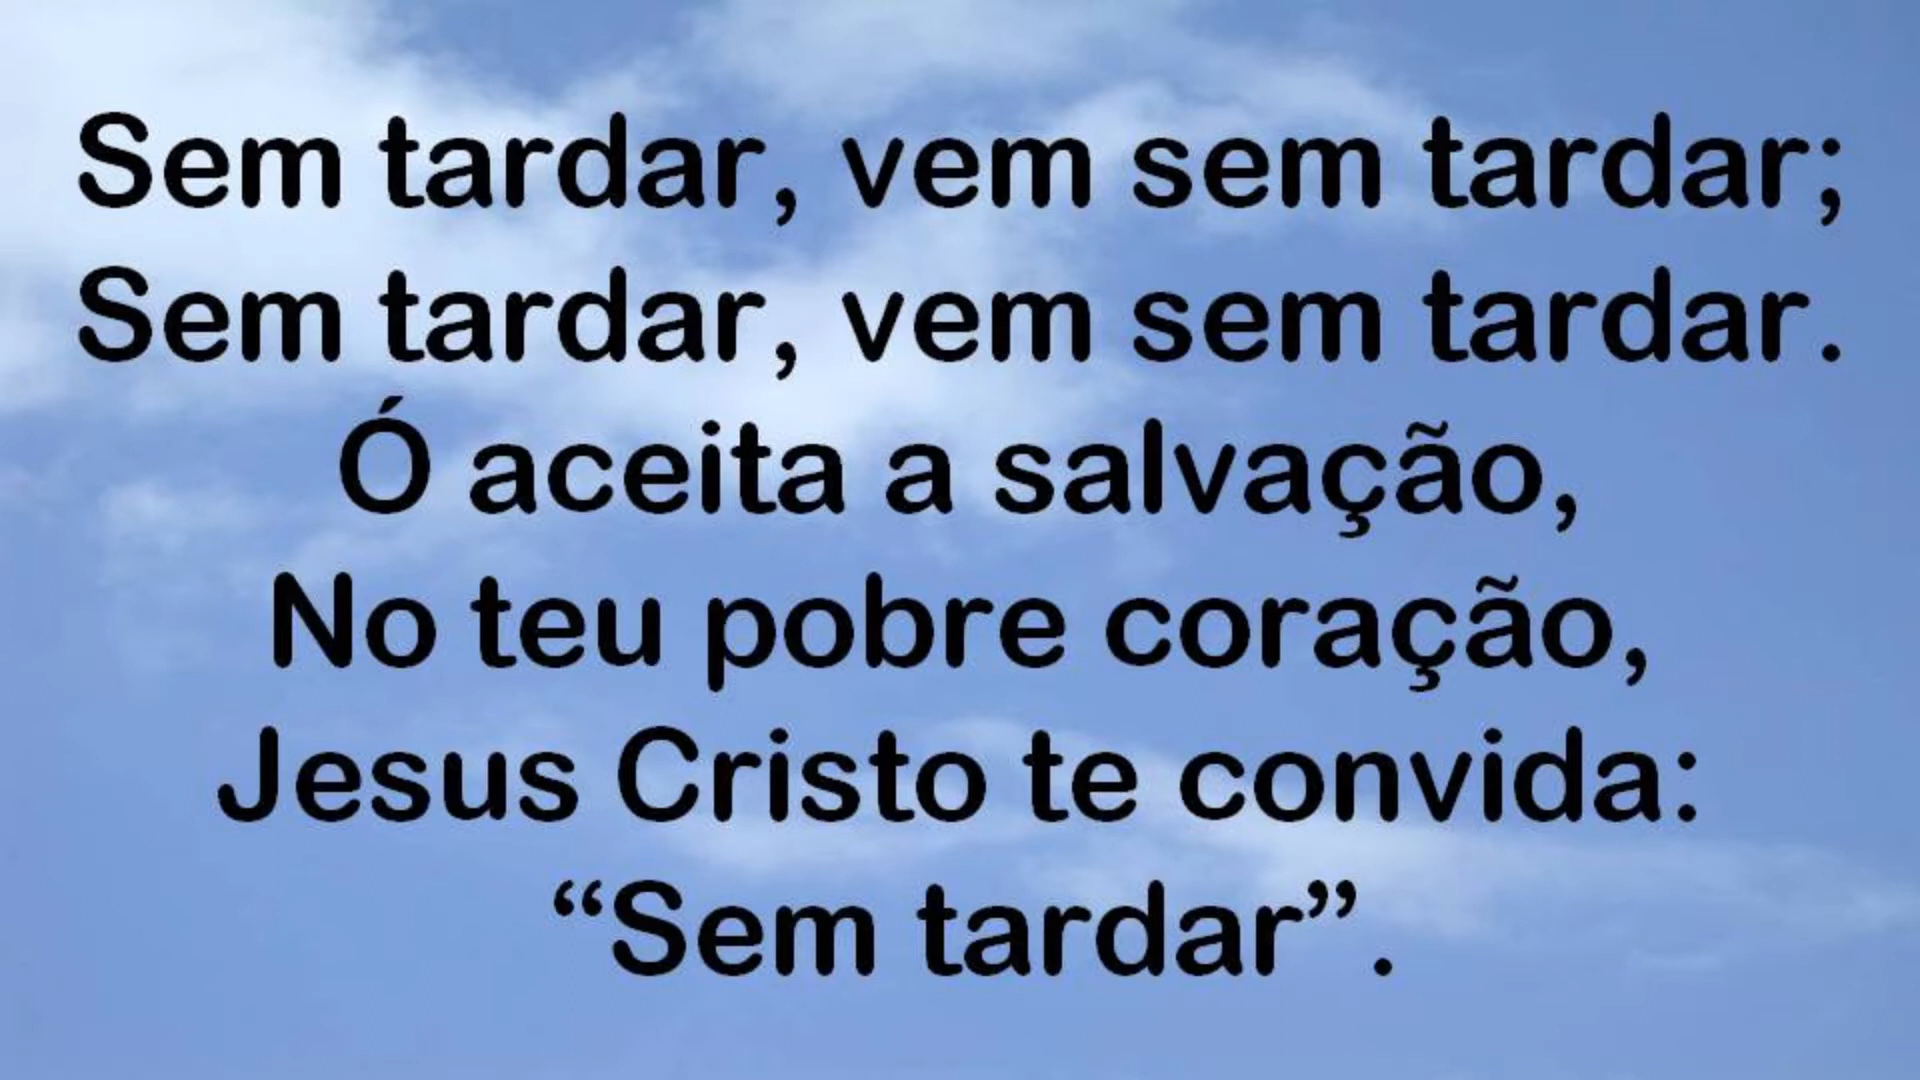 Sem tardar, vem sem tardar;
Sem tardar, vem sem tardar.
Ó aceita a salvação,
No teu pobre coração,
Jesus Cristo te convida:
“Sem tardar”.